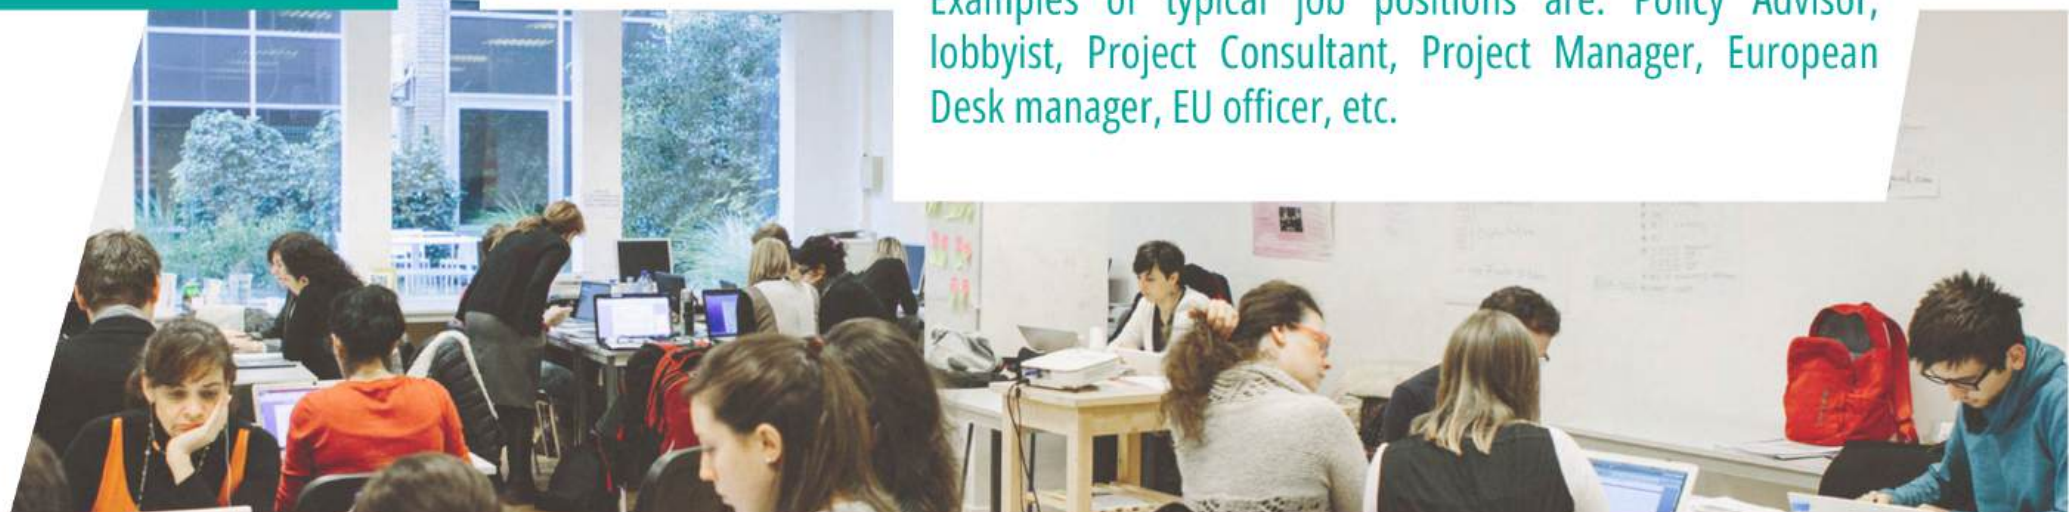 Examples of typical job positions are: Policy Advisor,
lobbyist, Project Consultant, Project Manager, European
Desk manager, EU officer, etc.